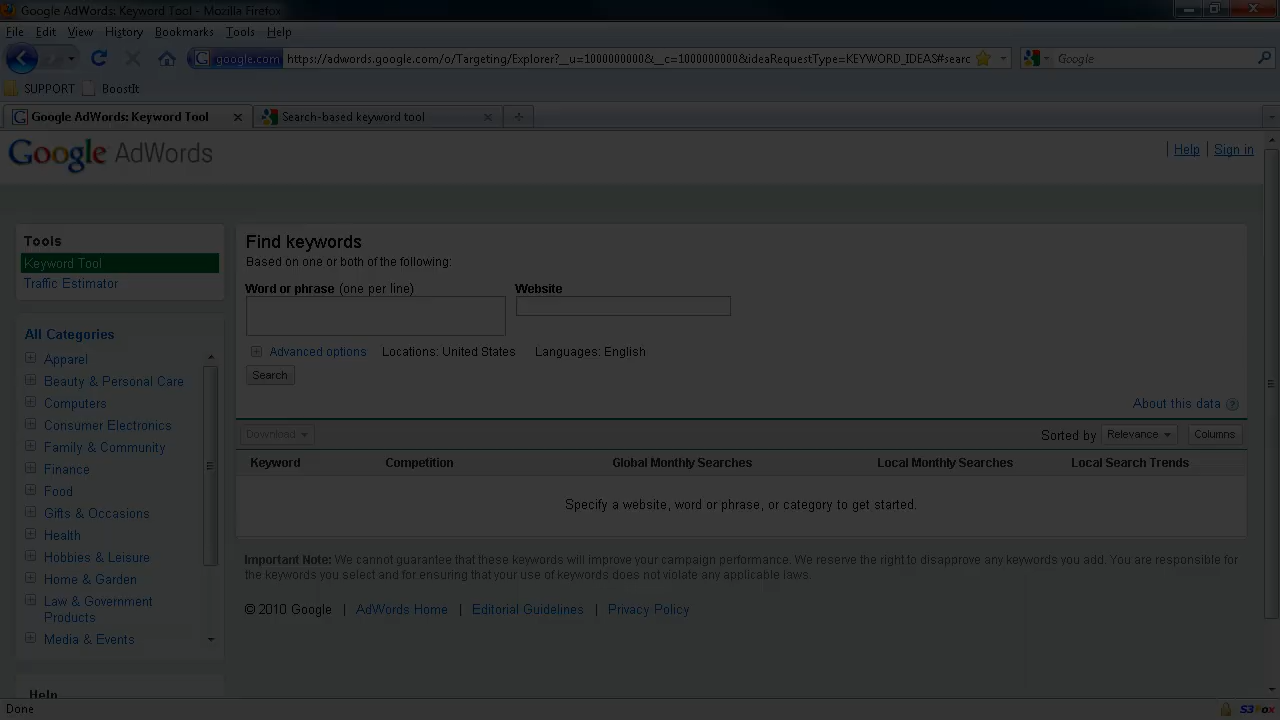 Google AdWords: Keyword Tool - Mozilla Firefox
File Edit View History Bookmarks Tools Help
google.com https://adwords.google.com/o/Targeting/Explorer?__u=1000000000&__c=1000000000&ideaRequestType=KEYWORD_IDEAS#searc Google
SUPPORT BoostIt
Google AdWords: Keyword Tool Search-based keyword tool
Google AdWords
Help Sign in
Tools
Keyword Tool
Traffic Estimator
All Categories
Apparel
Beauty & Personal Care
Computers
Consumer Electronics
Family & Community
Finance
Food
Gifts & Occasions
Health
Hobbies & Leisure
Home & Garden
Law & Government
Products
Media & Events
Help
Find keywords
Based on one or both of the following:
Word or phrase (one per line) Website
Advanced options Locations: United States Languages: English
Search
About this data ?
Download Sorted by Relevance Columns
Keyword Competition Global Monthly Searches Local Monthly Searches Local Search Trends
Specify a website, word or phrase, or category to get started.
Important Note: We cannot guarantee that these keywords will improve your campaign performance. We reserve the right to disapprove any keywords you add. You are responsible for
the keywords you select and for ensuring that your use of keywords does not violate any applicable laws.
© 2010 Google | AdWords Home | Editorial Guidelines | Privacy Policy
Done S3 Fox